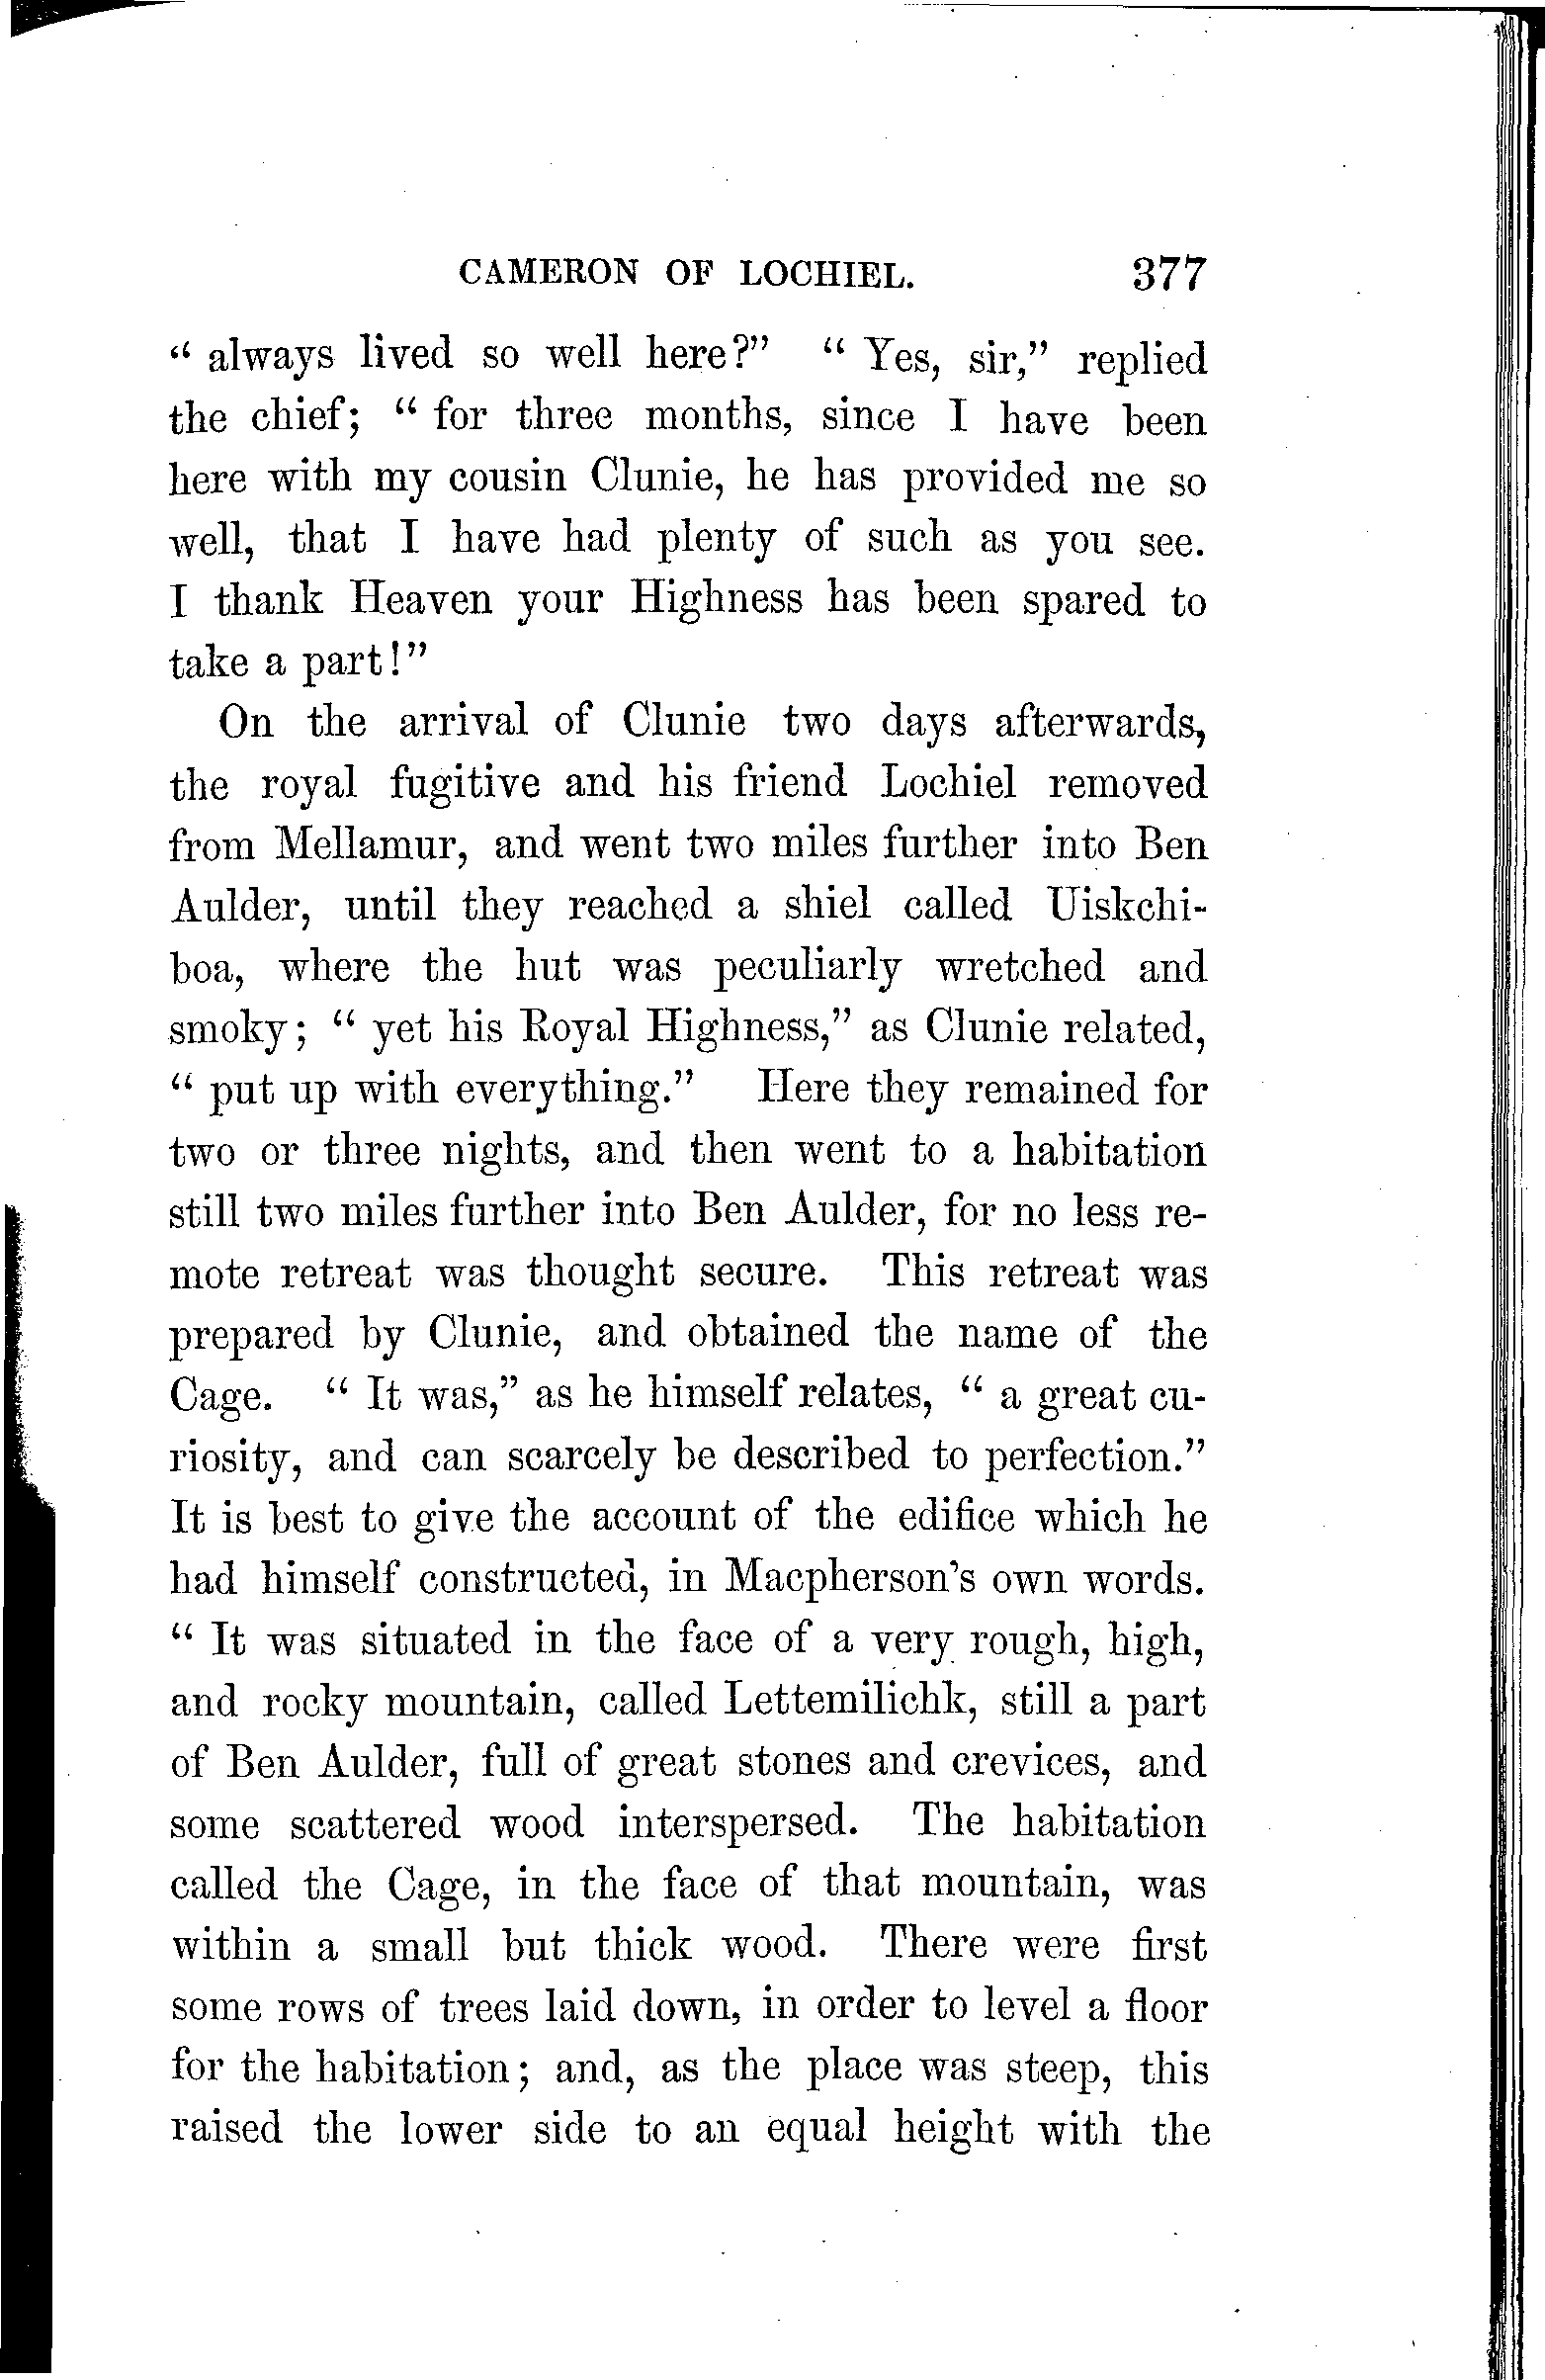 CAMERON OF LOCHIEL. 377
“ always lived so well here?” “ Yes, sir,” replied
the chief; “ for three months, since I have been
here with my cousin Clunie, he has provided me so
well, that I have had plenty of such as you see.
I thank Heaven your Highness has been spared to
take a part!”
On the arrival of Clunie two days afterwards,
the royal fugitive and his friend Lochiel removed
from Mellamur, and went two miles further into Ben
Aulder, until they reached a shiel called Uiskchi-
boa, where the hut was peculiarly wretched and
smoky; “ yet his Royal Highness,” as Clunie related,
“ put up with everything.” Here they remained for
two or three nights, and then went to a habitation
still two miles further into Ben Aulder, for no less re-
mote retreat was thought secure. This retreat was
prepared by Clunie, and obtained the name of the
Cage. “ It was,” as he himself relates, “ a great cu-
riosity, and can scarcely be described to perfection.”
It is best to give the account of the edifice which he
had himself constructed, in Macpherson's own words.
“ It was situated in the face of a very rough, high,
and rocky mountain, called Lettemilichk, still a part
of Ben Aulder, full of great stones and crevices, and
some scattered wood interspersed. The habitation
called the Cage, in the face of that mountain, was
within a small but thick wood. There were first
some rows of trees laid down, in order to level a floor
for the habitation; and, as the place was steep, this
raised the lower side to an equal height with the